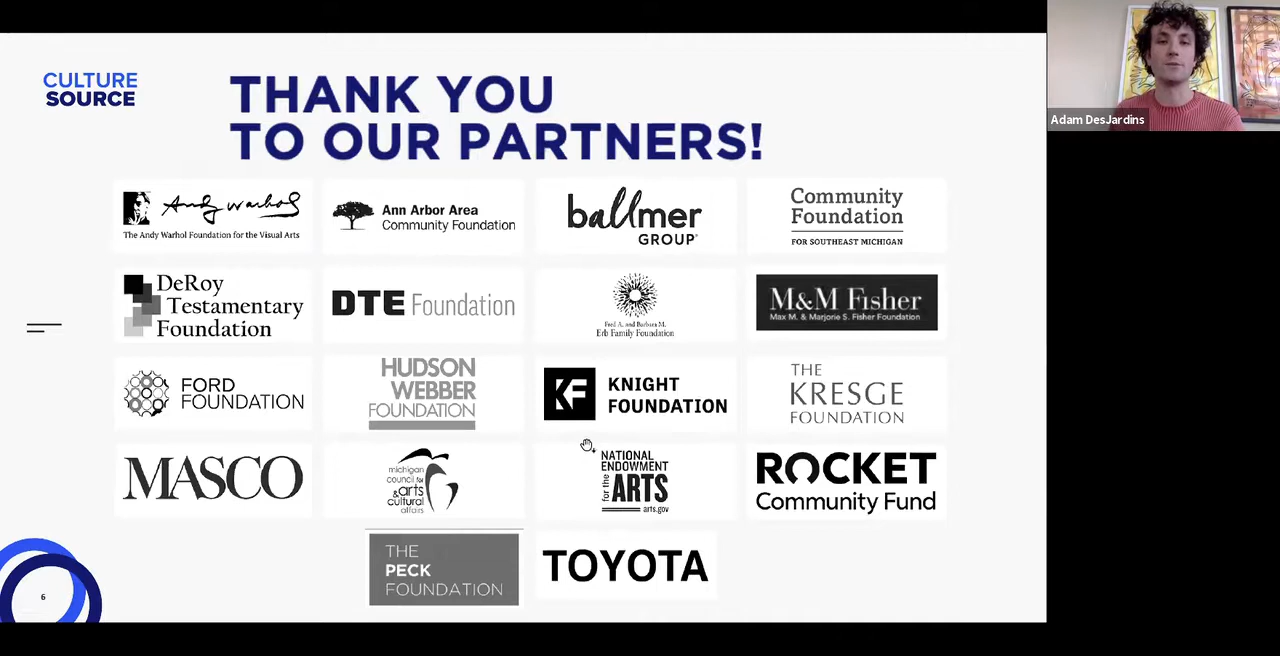 CULTURE
SOURCE
THANK YOU
TO OUR PARTNERS!
Adam DesJardins
Andy Warhol
The Andy Warhol Foundation for the Visual Arts
Ann Arbor Area
Community Foundation
ballmer
GROUP
Community
Foundation
FOR SOUTHEAST MICHIGAN
DeRoy
Testamentary
Foundation
DTE Foundation
Fred A. and Barbara M.
Erb Family Foundation
M&M Fisher
Max M. & Marjorie S. Fisher Foundation
FORD
FOUNDATION
HUDSON
WEBBER
FOUNDATION
KF
KNIGHT
FOUNDATION
THE
KRESGE
FOUNDATION
MASCO
michigan
council for
& arts
cultural
affairs
NATIONAL
ENDOWMENT
for the
ARTS
arts.gov
ROCKET
Community Fund
THE
PECK
FOUNDATION
TOYOTA
6